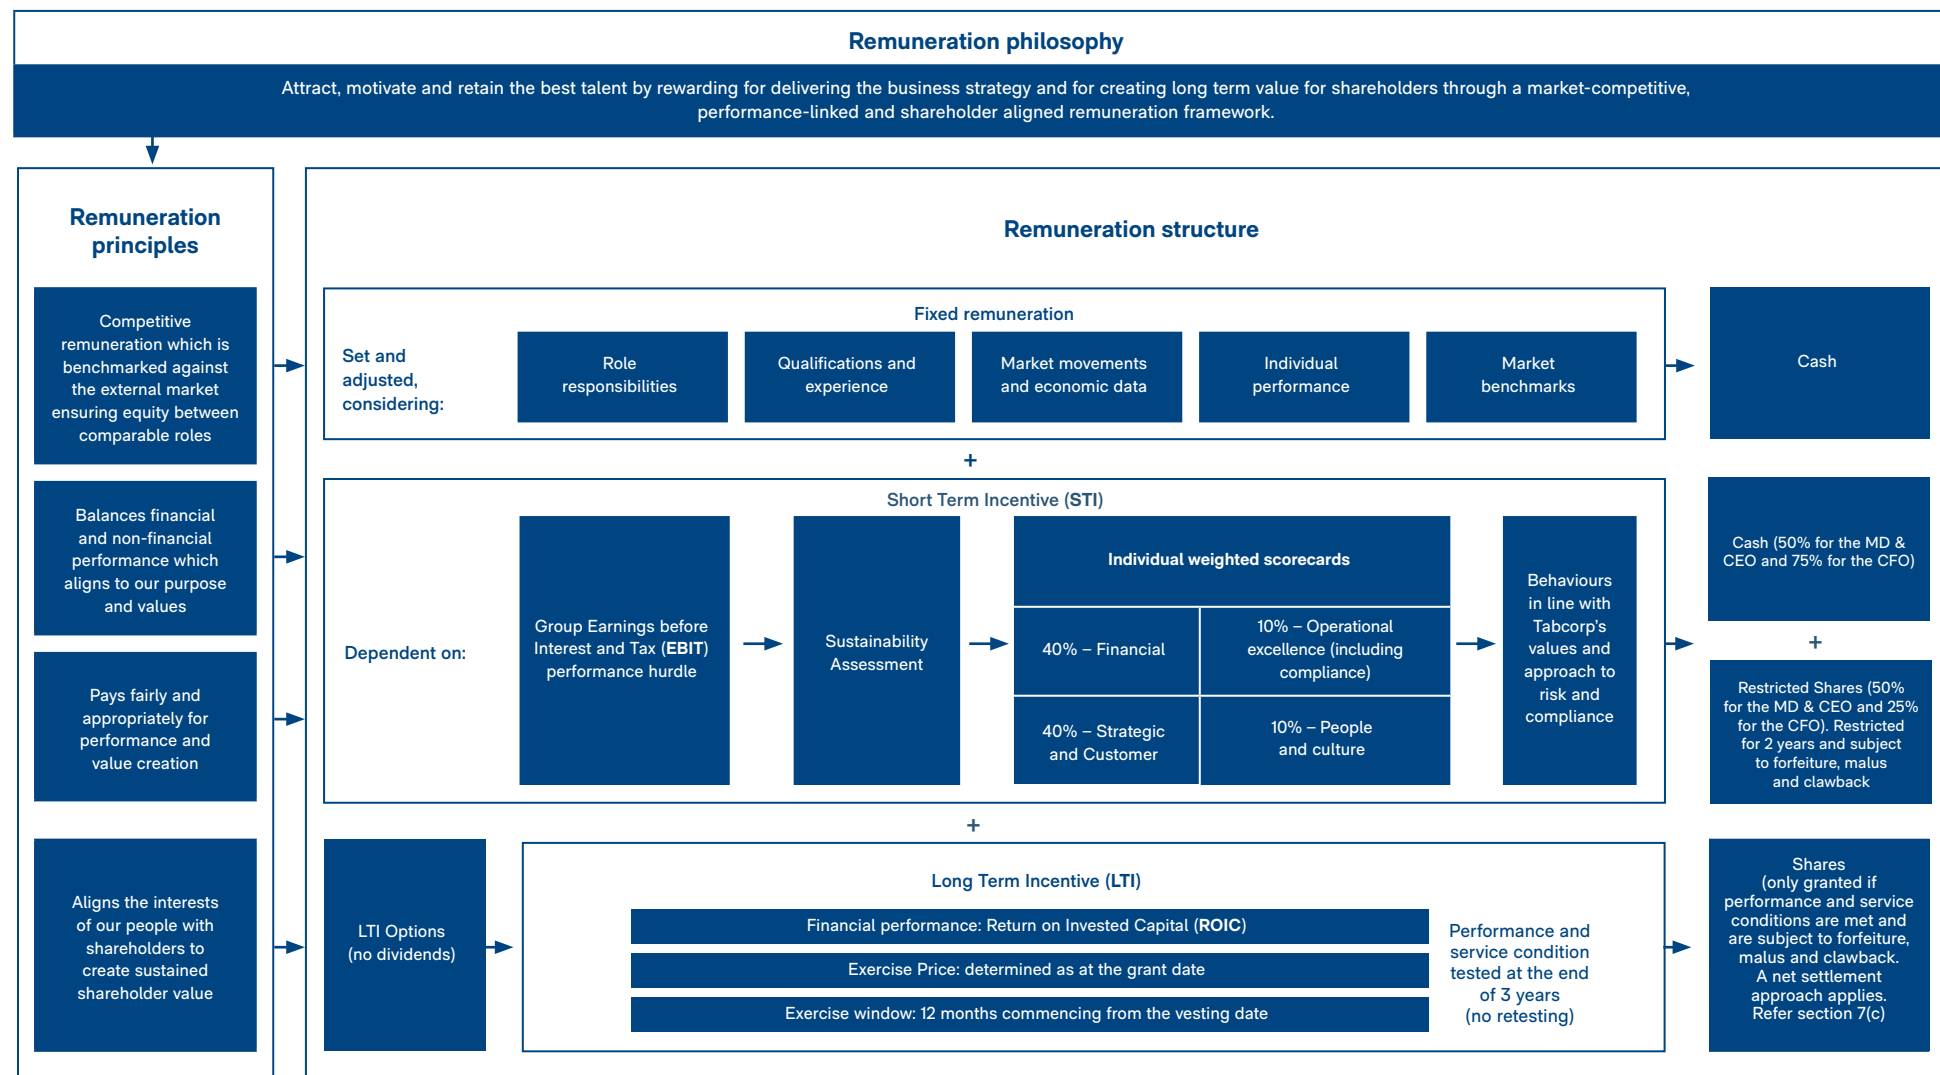 Remuneration philosophy
Attract, motivate and retain the best talent by rewarding for delivering the business strategy and for creating long term value for shareholders through a market-competitive,
performance-linked and shareholder aligned remuneration framework.
Remuneration
principles
Competitive
remuneration which is
benchmarked against
the external market
ensuring equity between
comparable roles
Balances financial
and non-financial
performance which
aligns to our purpose
and values
Pays fairly and
appropriately for
performance and
value creation
Aligns the interests
of our people with
shareholders to
create sustained
shareholder value
Remuneration structure
Fixed remuneration
Set and
adjusted,
considering:
Role
responsibilities
Qualifications and
experience
Market movements
and economic data
Individual
performance
Market
benchmarks
Cash
+
Short Term Incentive (STI)
Dependent on:
Group Earnings before
Interest and Tax (EBIT)
performance hurdle
Sustainability
Assessment
Individual weighted scorecards
40% – Financial
10% – Operational
excellence (including
compliance)
40% – Strategic
and Customer
10% – People
and culture
Behaviours
in line with
Tabcorp's
values and
approach to
risk and
compliance
Cash (50% for the MD &
CEO and 75% for the CFO)
+
Restricted Shares (50%
for the MD & CEO and 25%
for the CFO). Restricted
for 2 years and subject
to forfeiture, malus
and clawback
+
LTI Options
(no dividends)
Long Term Incentive (LTI)
Financial performance: Return on Invested Capital (ROIC)
Exercise Price: determined as at the grant date
Exercise window: 12 months commencing from the vesting date
Performance and
service condition
tested at the end
of 3 years
(no retesting)
Shares
(only granted if
performance and service
conditions are met and
are subject to forfeiture,
malus and clawback.
A net settlement
approach applies.
Refer section 7(c)